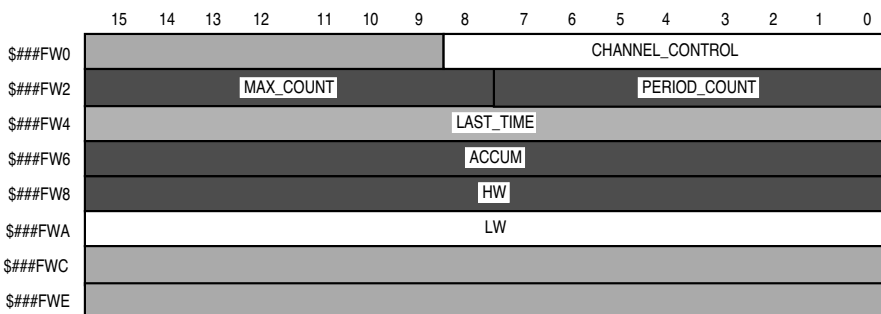 15 14 13 12 11 10 9 8 7 6 5 4 3 2 1 0
$###FW0 CHANNEL_CONTROL
$###FW2 MAX_COUNT PERIOD_COUNT
$###FW4 LAST_TIME
$###FW6 ACCUM
$###FW8 HW
$###FWA LW
$###FWC
$###FWE